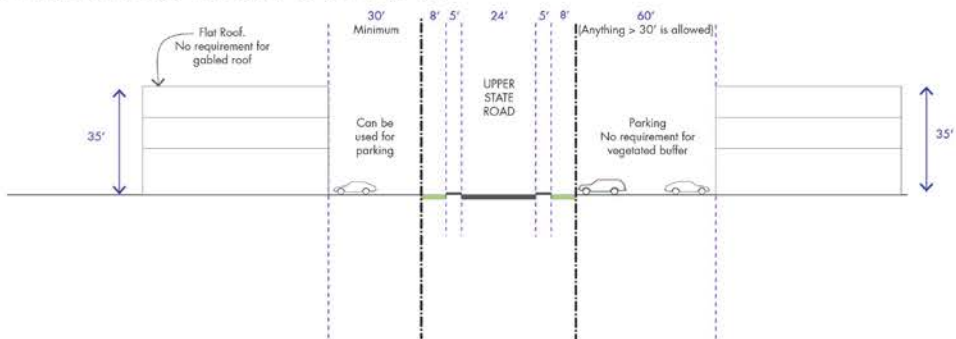 30'
Minimum
8'
5'
24'
5'
8'
60'
(Anything > 30' is allowed)
Flat Roof.
No requirement for
gabled roof
35'
Can be
used for
parking
UPPER
STATE
ROAD
Parking
No requirement for
vegetated buffer
35'